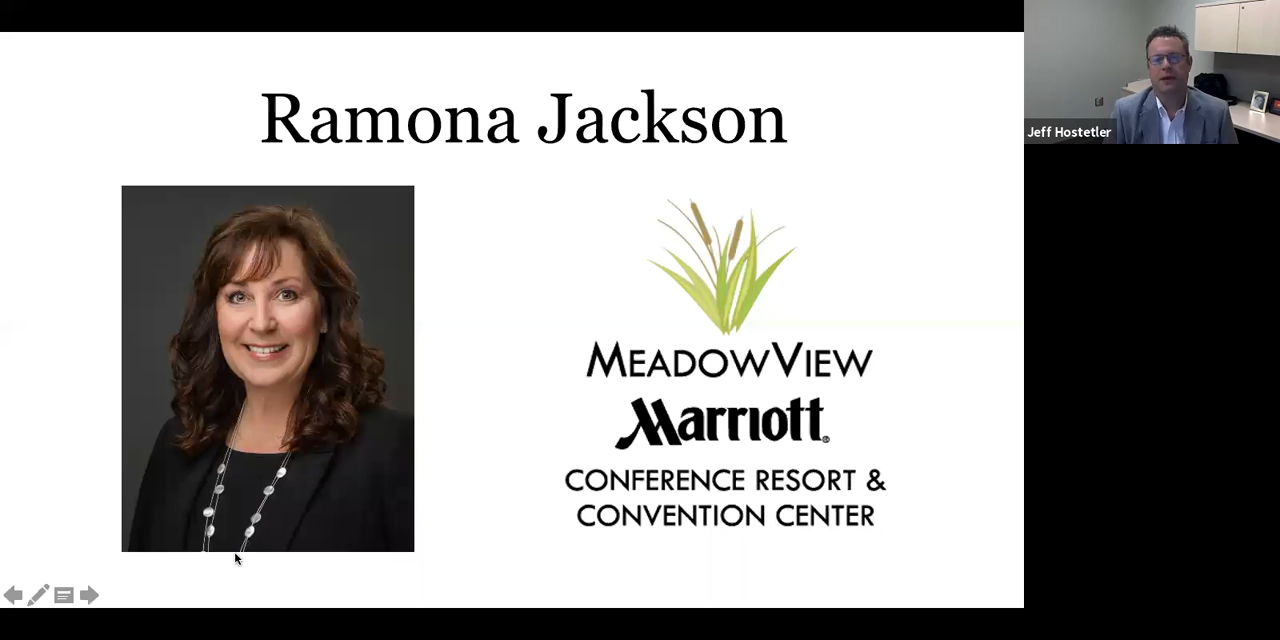 Ramona Jackson
Jeff Hostetler
MEADOWVIEW
Marriott®
CONFERENCE RESORT &
CONVENTION CENTER